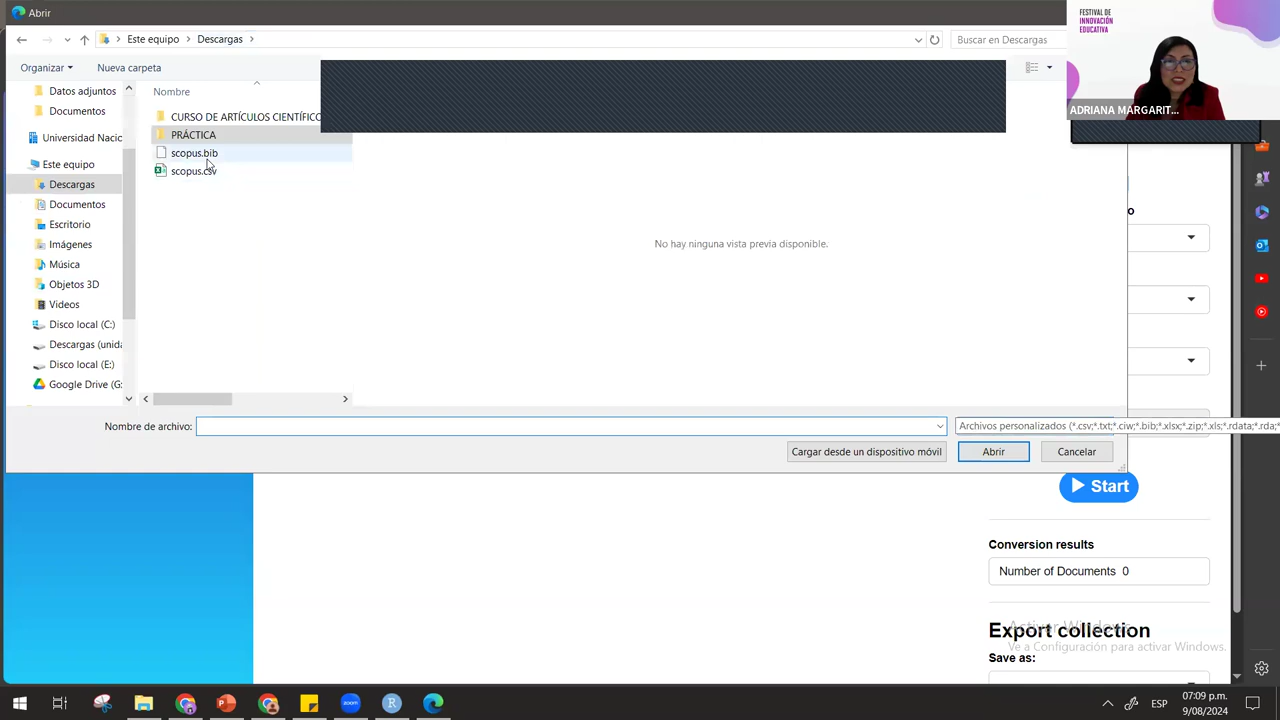 Abrir
FESTIVAL DE
INNOVACIÓN
EDUCATIVA
Este equipo > Descargas >
Buscar en Descargas
Organizar
Nueva carpeta
ADRIANA MARGARIT...
Datos adjuntos
Documentos
Universidad Nacio
Este equipo
Descargas
Documentos
Escritorio
Imágenes
Música
Objetos 3D
Videos
Disco local (C:)
Descargas (unida
Disco local (E:)
Google Drive (G:
Nombre
CURSO DE ARTÍCULOS CIENTÍFICO
PRÁCTICA
scopus.bib
scopus.csv
No hay ninguna vista previa disponible.
o
Nombre de archivo:
Archivos personalizados (*.csv;*.txt;*.ciw;*.bib;*.xlsx;*.zip;*.xls;*.rdata;*.rda;*
Cargar desde un dispositivo móvil
Abrir
Cancelar
Start
Conversion results
Number of Documents 0
Export collection
Activar Windows
Ve a Configuración para activar Windows.
Save as:
zoom
R
ESP
07:09 p.m.
9/08/2024